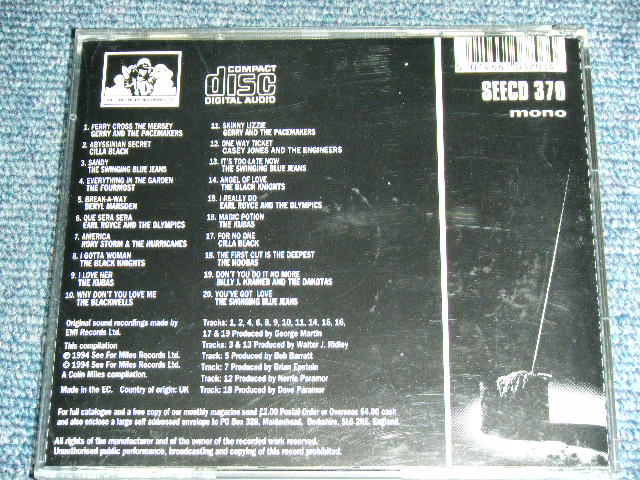 COMPACT
disc
DIGITAL AUDIO
SEECD 370
mono
1. FERRY CROSS THE MERSEY
GERRY AND THE PACEMAKERS
2. ABYSSINIAN SECRET
CILLA BLACK
3. SANDY
THE SWINGING BLUE JEANS
4. EVERYTHING IN THE GARDEN
THE FOURMOST
5. BREAK-A-WAY
BERYL MARSDEN
6. QUE SERA SERA
EARL ROYCE AND THE OLYMPICS
7. AMERICA
RORY STORM & THE HURRICANES
8. I GOTTA WOMAN
THE BLACK KNIGHTS
9. I LOVE HER
THE KUBAS
10. WHY DON'T YOU LOVE ME
THE BLACKWELLS
11. SKINNY LIZZIE
GERRY AND THE PACEMAKERS
12. ONE WAY TICKET
CASEY JONES AND THE ENGINEERS
13. IT'S TOO LATE NOW
THE SWINGING BLUE JEANS
14. ANGEL OF LOVE
THE BLACK KNIGHTS
15. I REALLY DO
EARL ROYCE AND THE OLYMPICS
16. MAGIC POTION
THE KUBAS
17. FOR NO ONE
CILLA BLACK
18. THE FIRST CUT IS THE DEEPEST
THE KOOBAS
19. DON'T YOU DO IT NO MORE
BILLY J. KRAMER AND THE DAKOTAS
20. YOU'VE GOT LOVE
THE SWINGING BLUE JEANS
Original sound recordings made by
EMI Records Ltd.
This compilation
℗ 1994 See For Miles Records Ltd.
© 1994 See For Miles Records Ltd.
A Colin Miles compilation.
Made in the EC. Country of origin: UK
Tracks: 1, 2, 4, 6, 8, 9, 10, 11, 14, 15, 16,
17 & 19 Produced by George Martin
Tracks: 3 & 13 Produced by Walter J. Ridley
Track: 5 Produced by Bob Barratt
Track: 7 Produced by Brian Epstein
Track: 12 Produced by Norrie Paramor
Track: 18 Produced by Dave Paramor
For full catalogue and a free copy of our monthly magazine send £2.00 Postal Order or Overseas $4.00 cash
and also enclose a large self addressed envelope to PO Box 328, Maidenhead, Berkshire, SL6 2NE, England.
All rights of the manufacturer and of the owner of the recorded work reserved.
Unauthorised public performance, broadcasting and copying of this record prohibited.